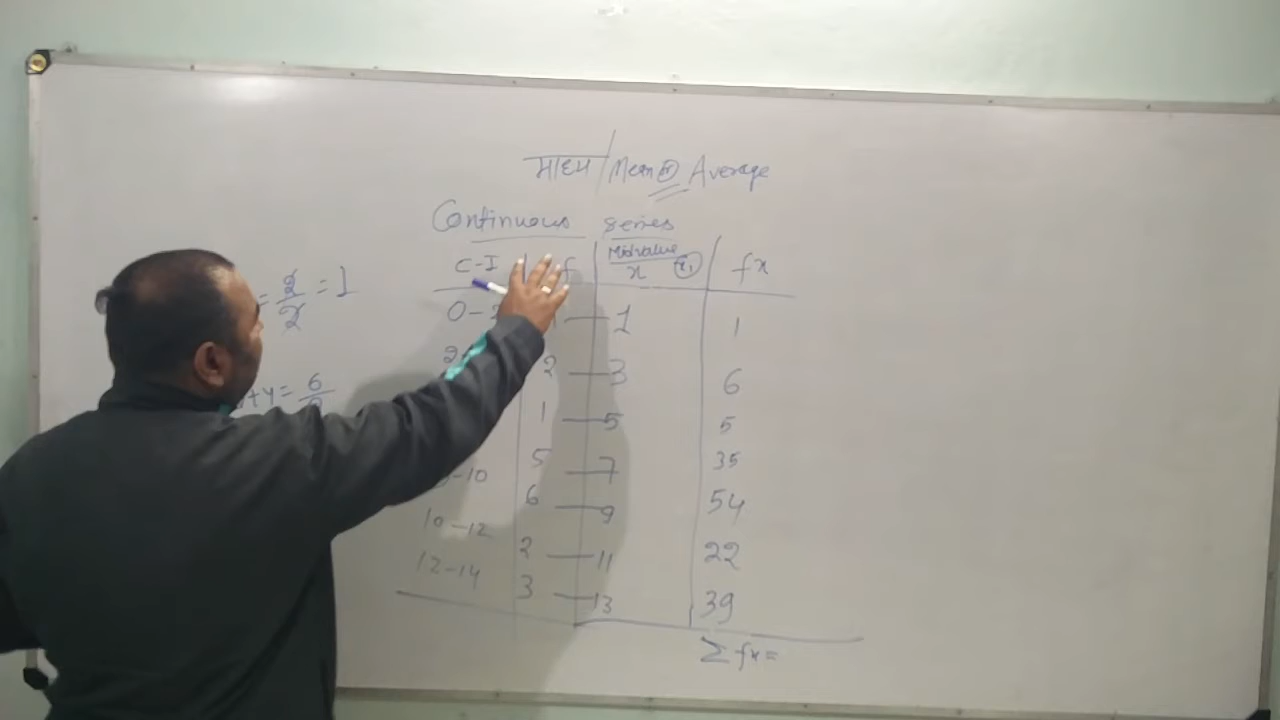 माध्य / Mean or Average
Continuous series
C-I f Midvalue x x₁ fx
= 2/2 = 1
0- 1 1 1
2 2 3 6
+4 = 6/
1 5 5
5 7 35
-10 6 9 54
10-12 2 11 22
12-14 3 13 39
Σfx=